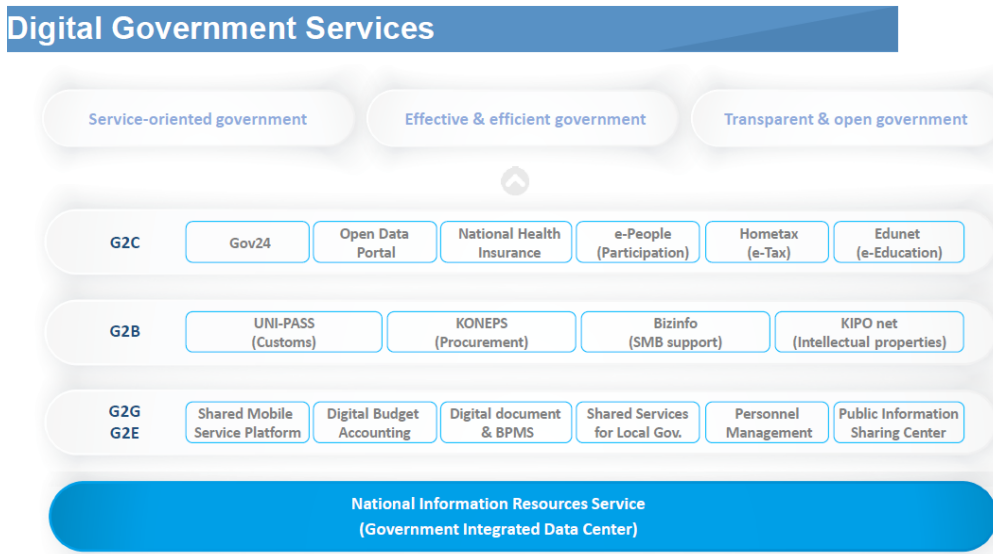 Digital Government Services
Service-oriented government
Effective & efficient government
Transparent & open government
G2C
Gov24
Open Data
Portal
National Health
Insurance
e-People
(Participation)
Hometax
(e-Tax)
Edunet
(e-Education)
G2B
UNI-PASS
(Customs)
KONEPS
(Procurement)
Bizinfo
(SMB support)
KIPO net
(Intellectual properties)
G2G
G2E
Shared Mobile
Service Platform
Digital Budget
Accounting
Digital document
& BPMS
Shared Services
for Local Gov.
Personnel
Management
Public Information
Sharing Center
National Information Resources Service
(Government Integrated Data Center)